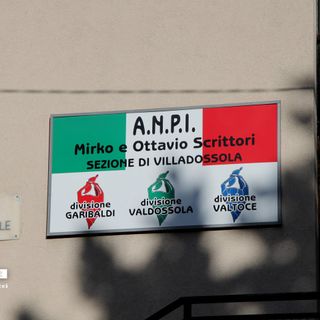 A.N.P.I.
Mirko e Ottavio Scrittori
SEZIONE DI VILLADOSSOLA
divisione
GARIBALDI
divisione
VALDOSSOLA
divisione
VALTOCE